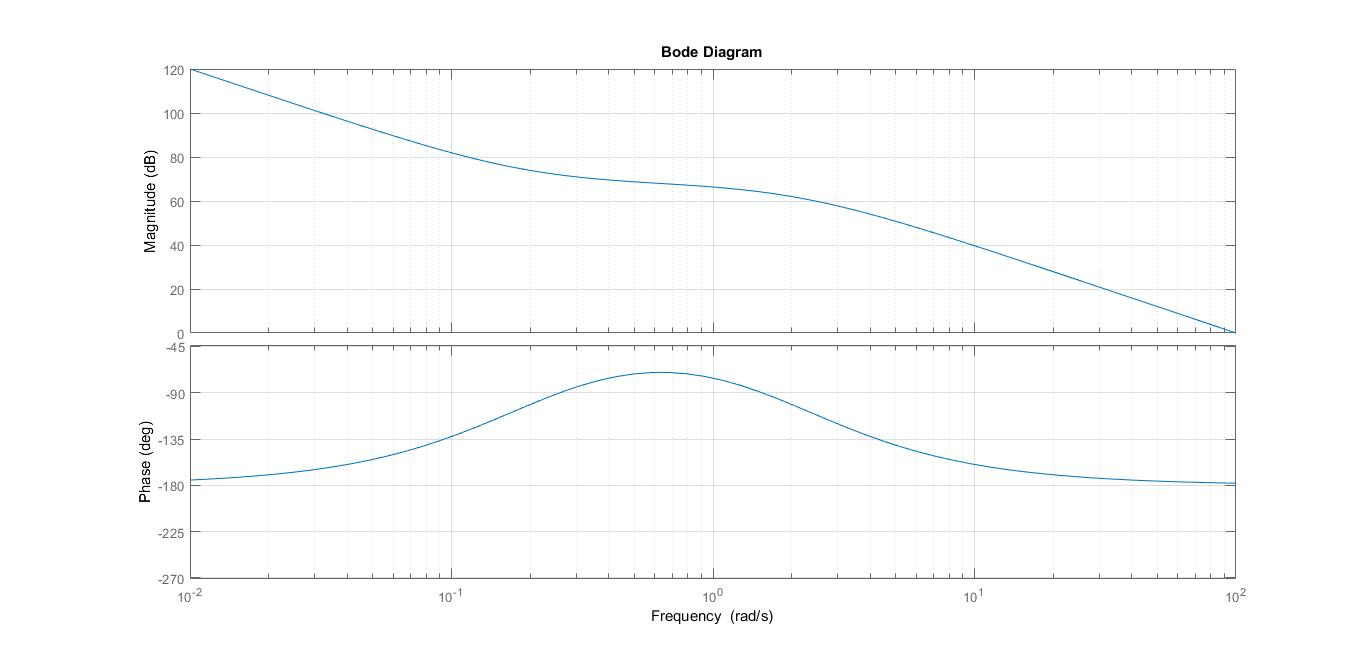 Bode Diagram
Magnitude (dB)
120
100
80
60
40
20
0
Phase (deg)
-45
-90
-135
-180
-225
-270
10^-2 10^-1 10^0 10^1 10^2
Frequency (rad/s)